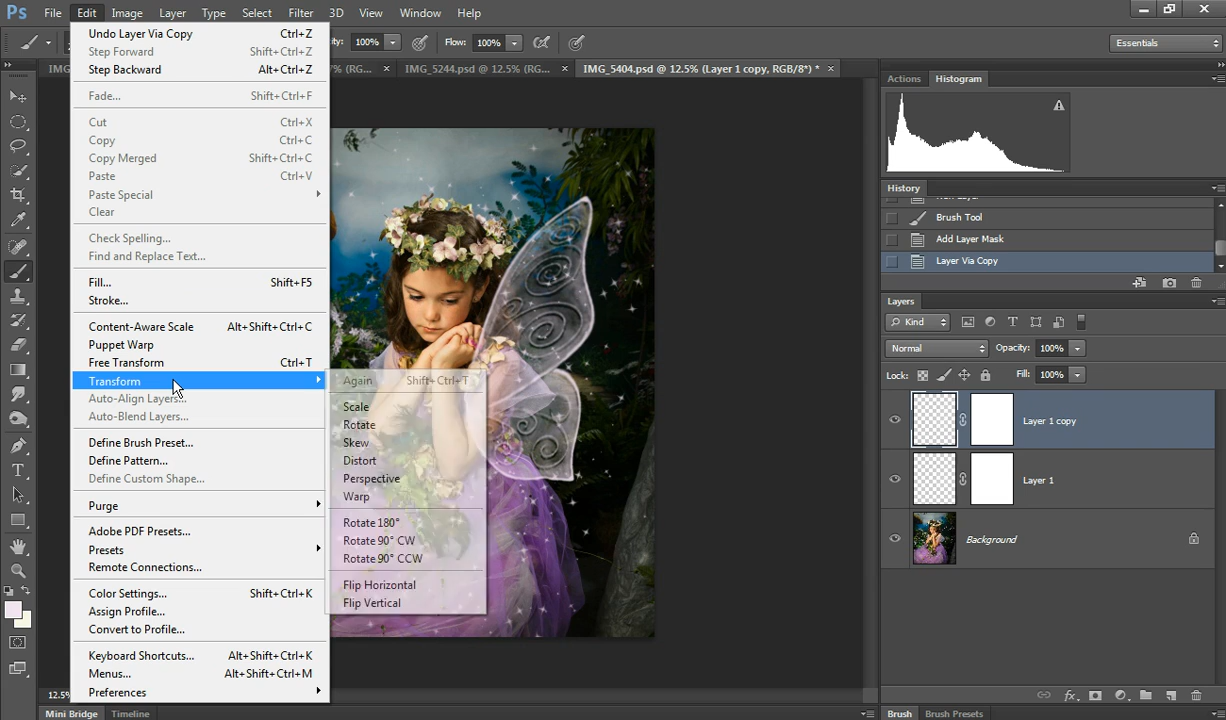 Ps File Edit Image Layer Type Select Filter 3D View Window Help
100% Flow: 100% Essentials
IMG_5244.psd @ 12.5% (RG... × IMG_5404.psd @ 12.5% (Layer 1 copy, RGB/8*) * ×
Undo Layer Via Copy Ctrl+Z
Step Forward Shift+Ctrl+Z
Step Backward Alt+Ctrl+Z
Fade... Shift+Ctrl+F
Cut Ctrl+X
Copy Ctrl+C
Copy Merged Shift+Ctrl+C
Paste Ctrl+V
Paste Special
Clear
Check Spelling...
Find and Replace Text...
Fill... Shift+F5
Stroke...
Content-Aware Scale Alt+Shift+Ctrl+C
Puppet Warp
Free Transform Ctrl+T
Transform
Auto-Align Layers...
Auto-Blend Layers...
Define Brush Preset...
Define Pattern...
Define Custom Shape...
Purge
Adobe PDF Presets...
Presets
Remote Connections...
Color Settings... Shift+Ctrl+K
Assign Profile...
Convert to Profile...
Keyboard Shortcuts... Alt+Shift+Ctrl+K
Menus... Alt+Shift+Ctrl+M
Preferences
Again Shift+Ctrl+T
Scale
Rotate
Skew
Distort
Perspective
Warp
Rotate 180°
Rotate 90° CW
Rotate 90° CCW
Flip Horizontal
Flip Vertical
Actions Histogram
History
Brush Tool
Add Layer Mask
Layer Via Copy
Layers
Kind
Normal Opacity: 100%
Lock: Fill: 100%
Layer 1 copy
Layer 1
Background
12.5%
Mini Bridge Timeline
Brush Brush Presets